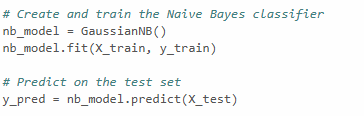 # Create and train the Naive Bayes classifier
nb_model = GaussianNB()
nb_model.fit(X_train, y_train)

# Predict on the test set
y_pred = nb_model.predict(X_test)